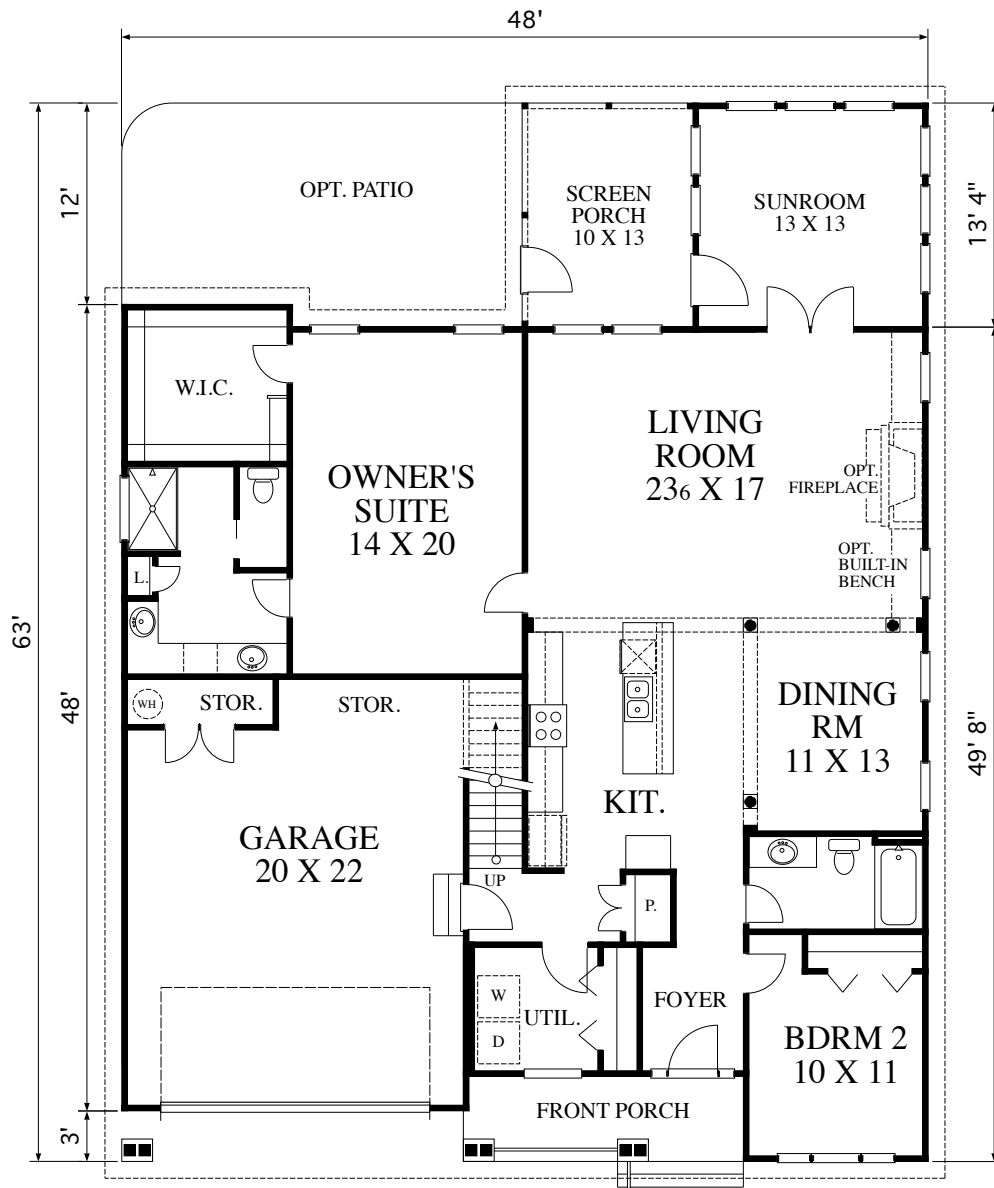 48'
12'
13' 4"
63'
48'
49' 8"
3'
OPT. PATIO
SCREEN
PORCH
10 X 13
SUNROOM
13 X 13
W.I.C.
OWNER'S
SUITE
14 X 20
LIVING
ROOM
236 X 17
OPT.
FIREPLACE
OPT.
BUILT-IN
BENCH
L.
WH
STOR.
STOR.
DINING
RM
11 X 13
KIT.
GARAGE
20 X 22
UP
P.
W
D
UTIL.
FOYER
BDRM 2
10 X 11
FRONT PORCH